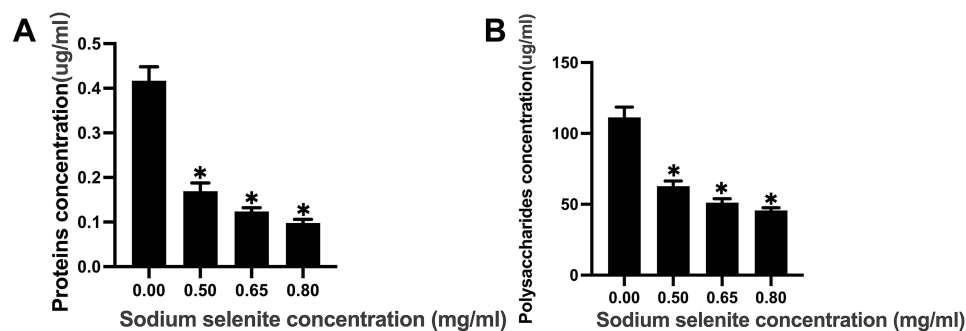 A
Proteins concentration(ug/ml)
0.5
0.4
0.3
0.2
0.1
0.0
*
*
*
0.00 0.50 0.65 0.80
Sodium selenite concentration (mg/ml)
B
Polysaccharides concentration(ug/ml)
150
100
50
0
*
*
*
0.00 0.50 0.65 0.80
Sodium selenite concentration (mg/ml)